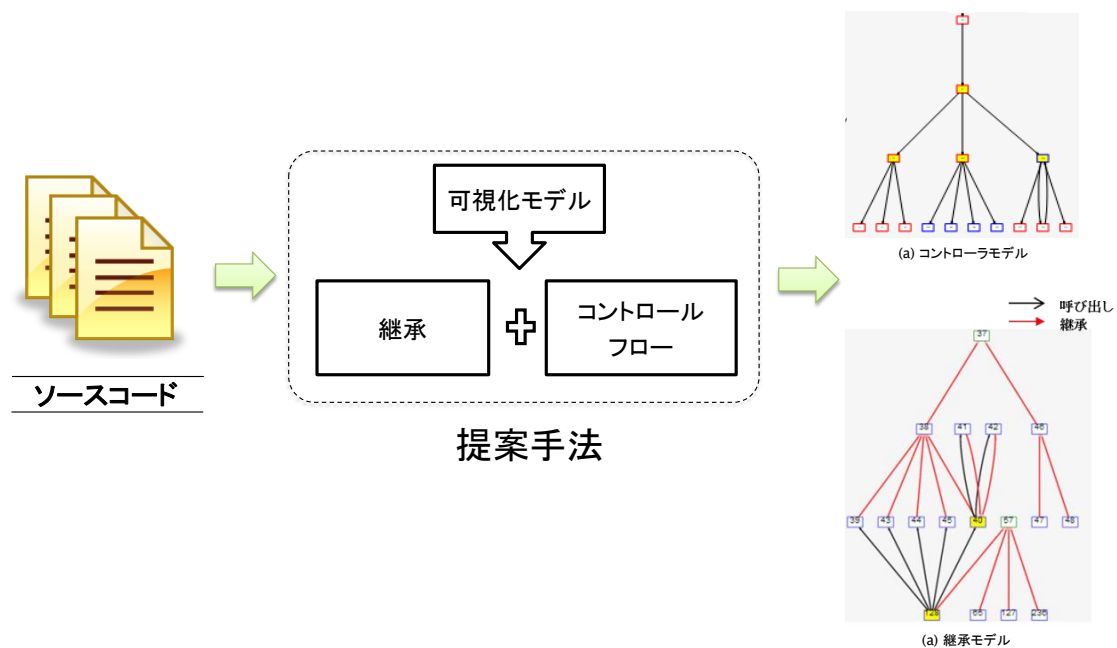 可視化モデル
継承
コントロール
フロー
ソースコード
提案手法
(a) コントローラモデル
呼び出し
継承
37
38 41 42 46
39 43 44 45 40 57 47 48
128 65 127 236
(a) 継承モデル